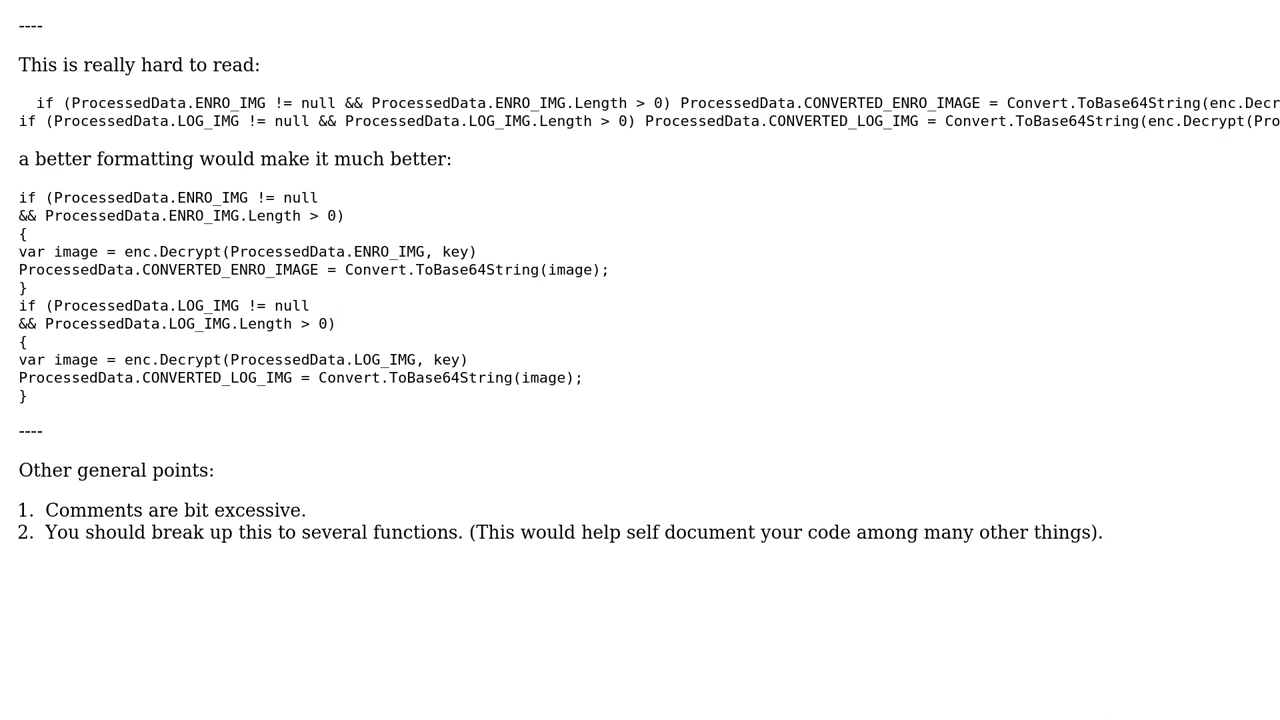 ----
This is really hard to read:
if (ProcessedData.ENRO_IMG != null && ProcessedData.ENRO_IMG.Length > 0) ProcessedData.CONVERTED_ENRO_IMAGE = Convert.ToBase64String(enc.Decr
if (ProcessedData.LOG_IMG != null && ProcessedData.LOG_IMG.Length > 0) ProcessedData.CONVERTED_LOG_IMG = Convert.ToBase64String(enc.Decrypt(Pro
a better formatting would make it much better:
if (ProcessedData.ENRO_IMG != null
&& ProcessedData.ENRO_IMG.Length > 0)
{
var image = enc.Decrypt(ProcessedData.ENRO_IMG, key)
ProcessedData.CONVERTED_ENRO_IMAGE = Convert.ToBase64String(image);
}
if (ProcessedData.LOG_IMG != null
&& ProcessedData.LOG_IMG.Length > 0)
{
var image = enc.Decrypt(ProcessedData.LOG_IMG, key)
ProcessedData.CONVERTED_LOG_IMG = Convert.ToBase64String(image);
}
----
Other general points:
1. Comments are bit excessive.
2. You should break up this to several functions. (This would help self document your code among many other things).